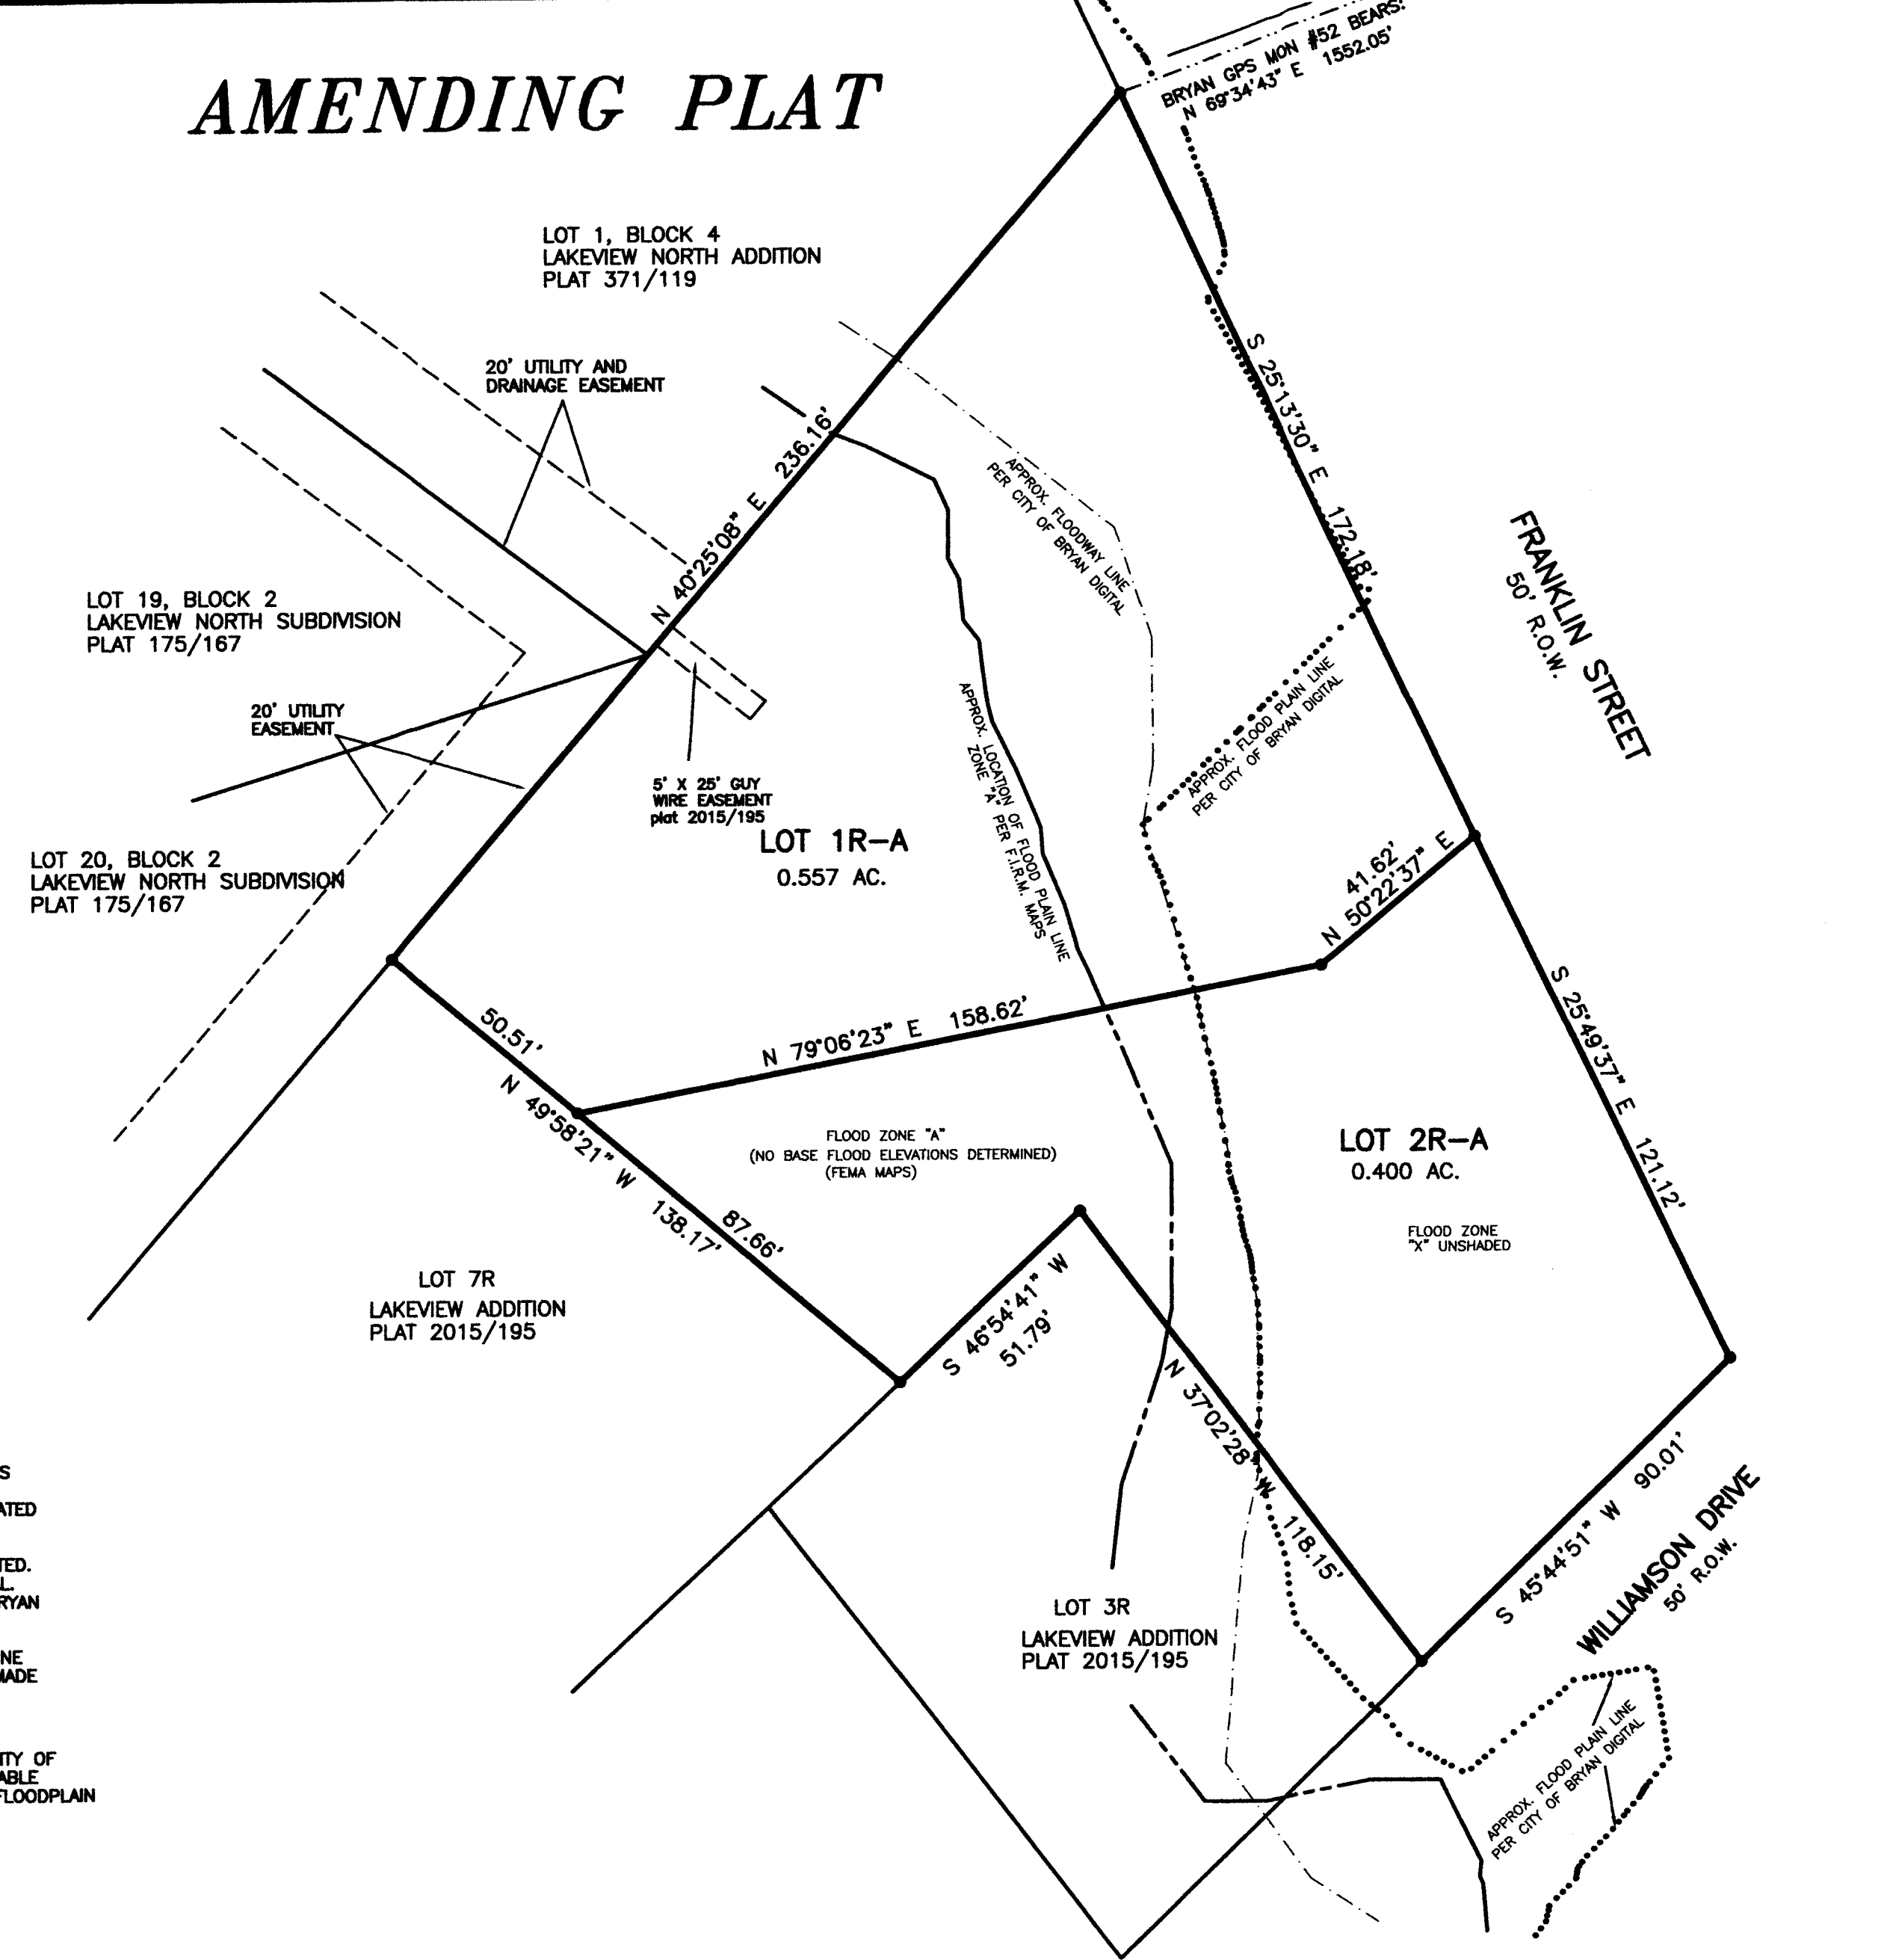 AMENDING PLAT
BRYAN GPS MON #52 BEARS:
N 69°34'43" E 1552.05'
LOT 1, BLOCK 4
LAKEVIEW NORTH ADDITION
PLAT 371/119
20' UTILITY AND
DRAINAGE EASEMENT
N 40°25'08" E 236.16'
S 25°13'30" E 172.18'
APPROX. FLOODWAY LINE
PER CITY OF BRYAN DIGITAL
FRANKLIN STREET
50' R.O.W.
LOT 19, BLOCK 2
LAKEVIEW NORTH SUBDIVISION
PLAT 175/167
20' UTILITY
EASEMENT
5' X 25' GUY
WIRE EASEMENT
plat 2015/195
APPROX. LOCATION OF FLOOD PLAIN LINE
ZONE "A" PER F.I.R.M. MAPS
APPROX. FLOOD PLAIN LINE
PER CITY OF BRYAN DIGITAL
LOT 1R-A
0.557 AC.
LOT 20, BLOCK 2
LAKEVIEW NORTH SUBDIVISION
PLAT 175/167
41.62'
N 50°22'37" E
50.51'
N 79°06'23" E 158.62'
S 25°49'37" E 121.12'
N 49°58'21" W 138.17'
87.66'
FLOOD ZONE "A"
(NO BASE FLOOD ELEVATIONS DETERMINED)
(FEMA MAPS)
LOT 2R-A
0.400 AC.
FLOOD ZONE
"X" UNSHADED
LOT 7R
LAKEVIEW ADDITION
PLAT 2015/195
S 46°54'41" W
51.79'
N 37°02'28" W 118.15'
S 45°44'51" W 90.01'
WILLIAMSON DRIVE
50' R.O.W.
LOT 3R
LAKEVIEW ADDITION
PLAT 2015/195
APPROX. FLOOD PLAIN LINE
PER CITY OF BRYAN DIGITAL
S
ATED
TED.
L.
RYAN
NE
MADE
ITY OF
ABLE
FLOODPLAIN